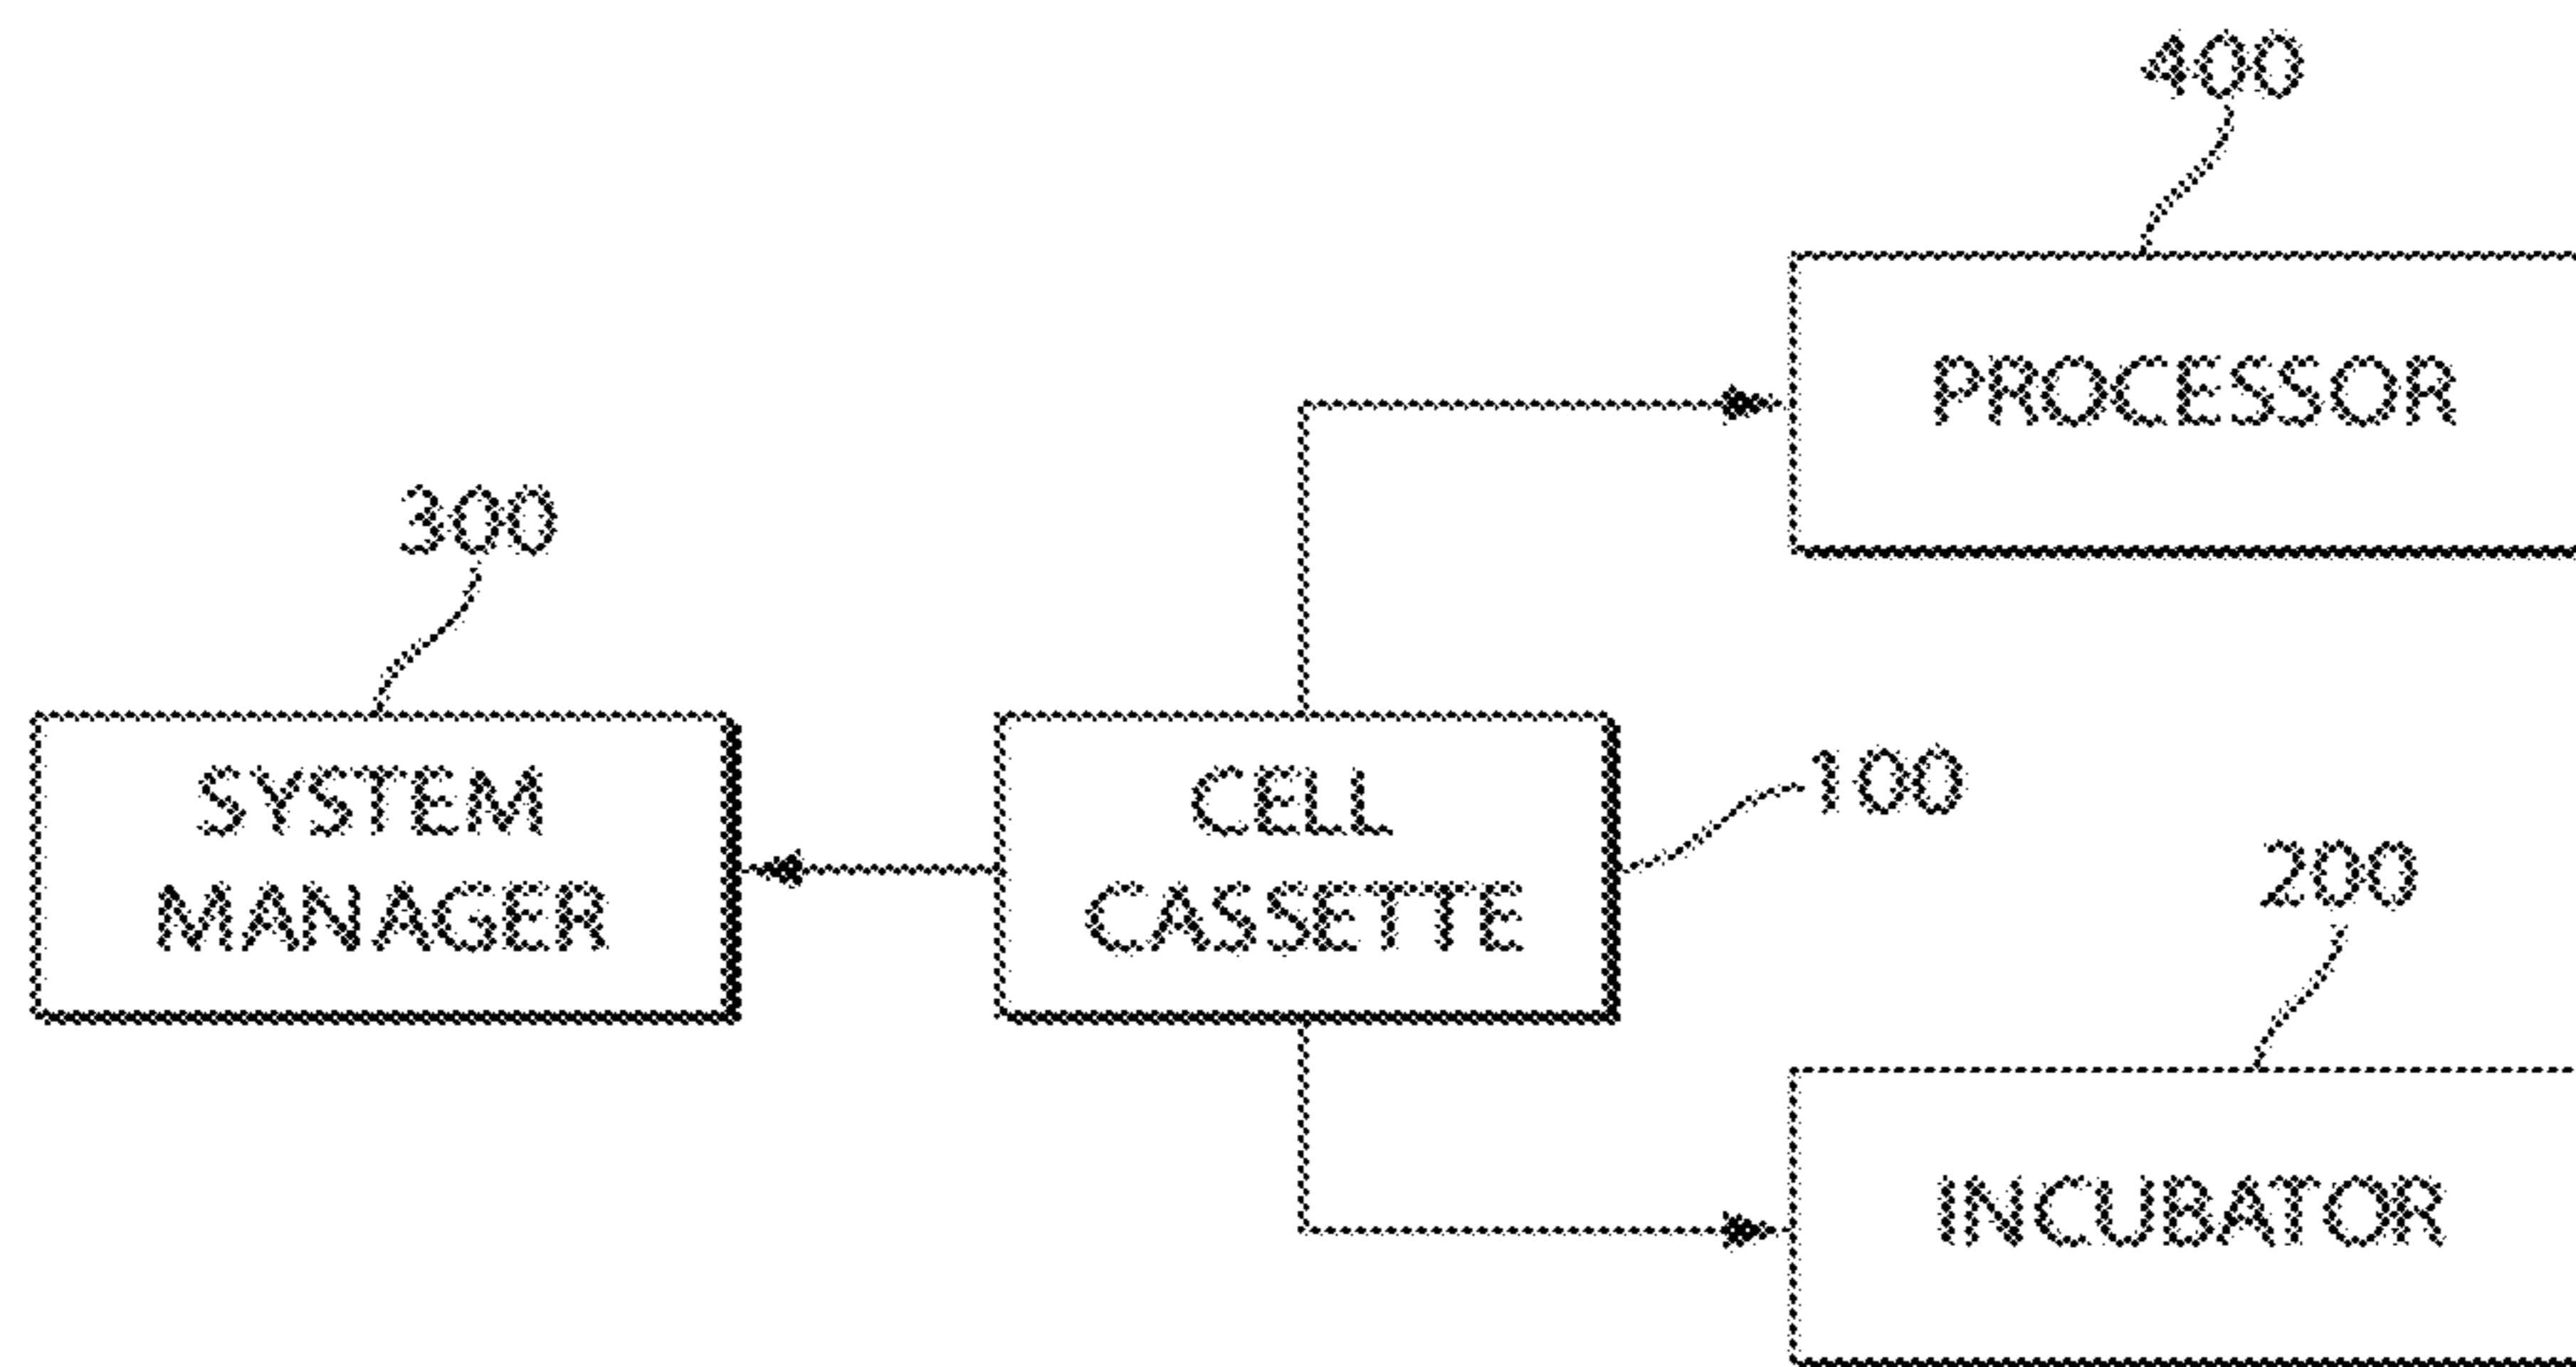 400
PROCESSOR
300
SYSTEM
MANAGER
CELL
CASSETTE
100
200
INCUBATOR